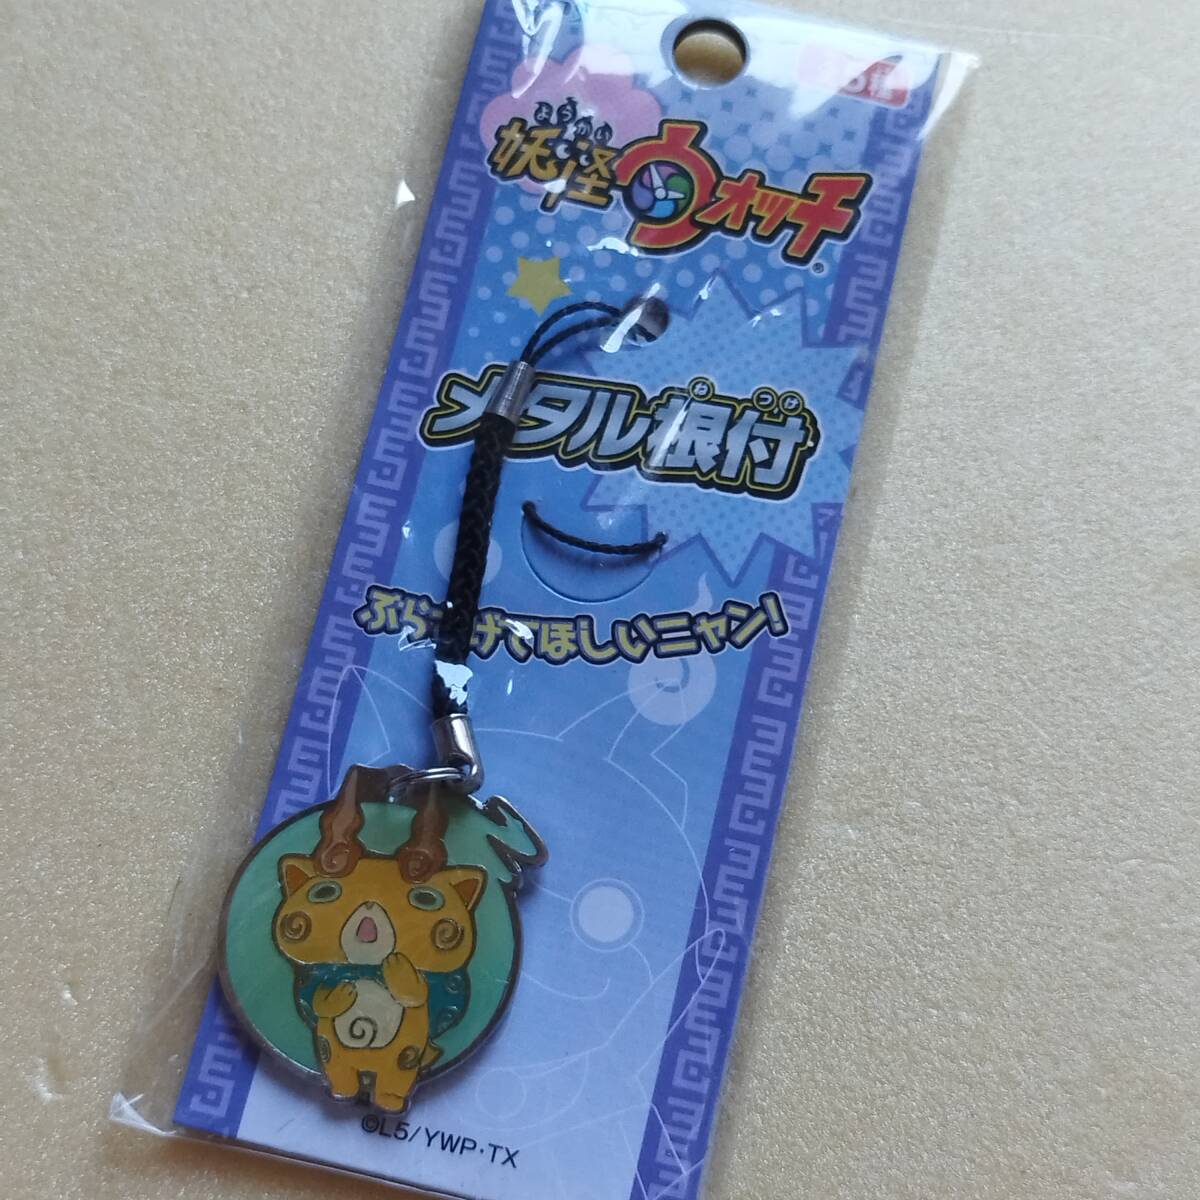 ようかい
妖怪ウォッチ®
ねつけ
メタル根付
ぶらさげてほしいニャン!
©L5/YWP・TX